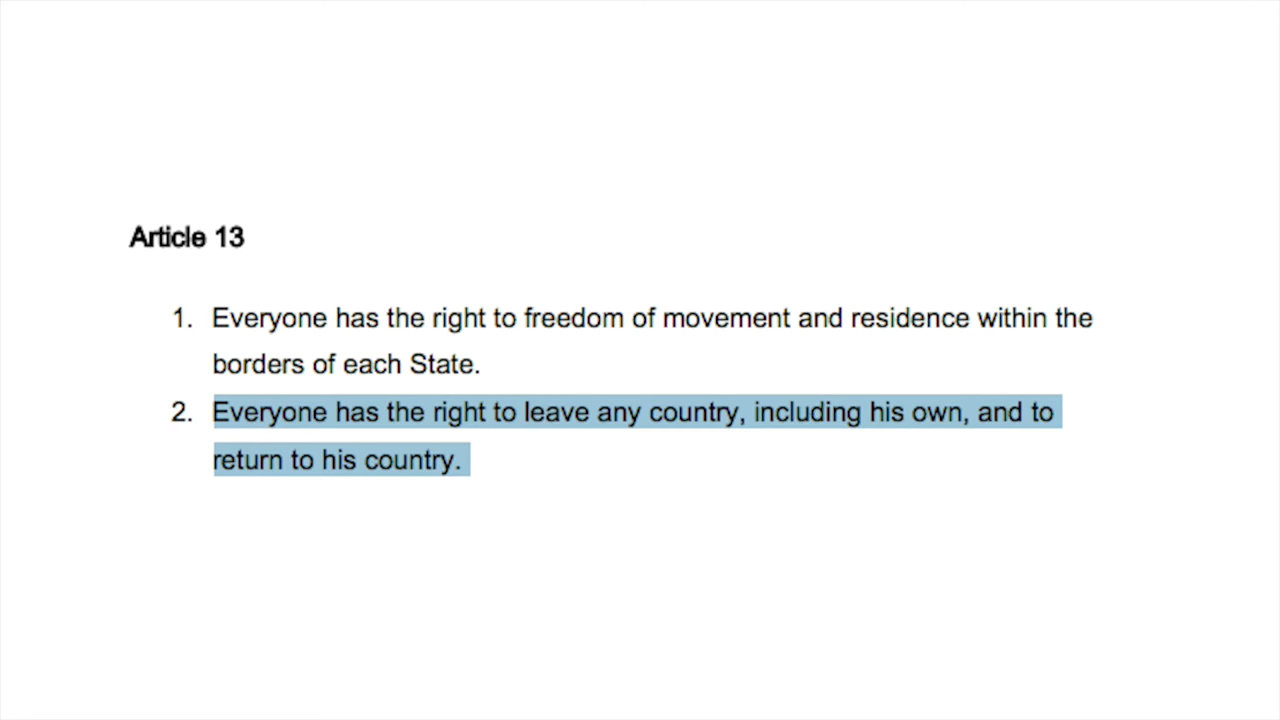 Article 13
1. Everyone has the right to freedom of movement and residence within the
borders of each State.
2. Everyone has the right to leave any country, including his own, and to
return to his country.